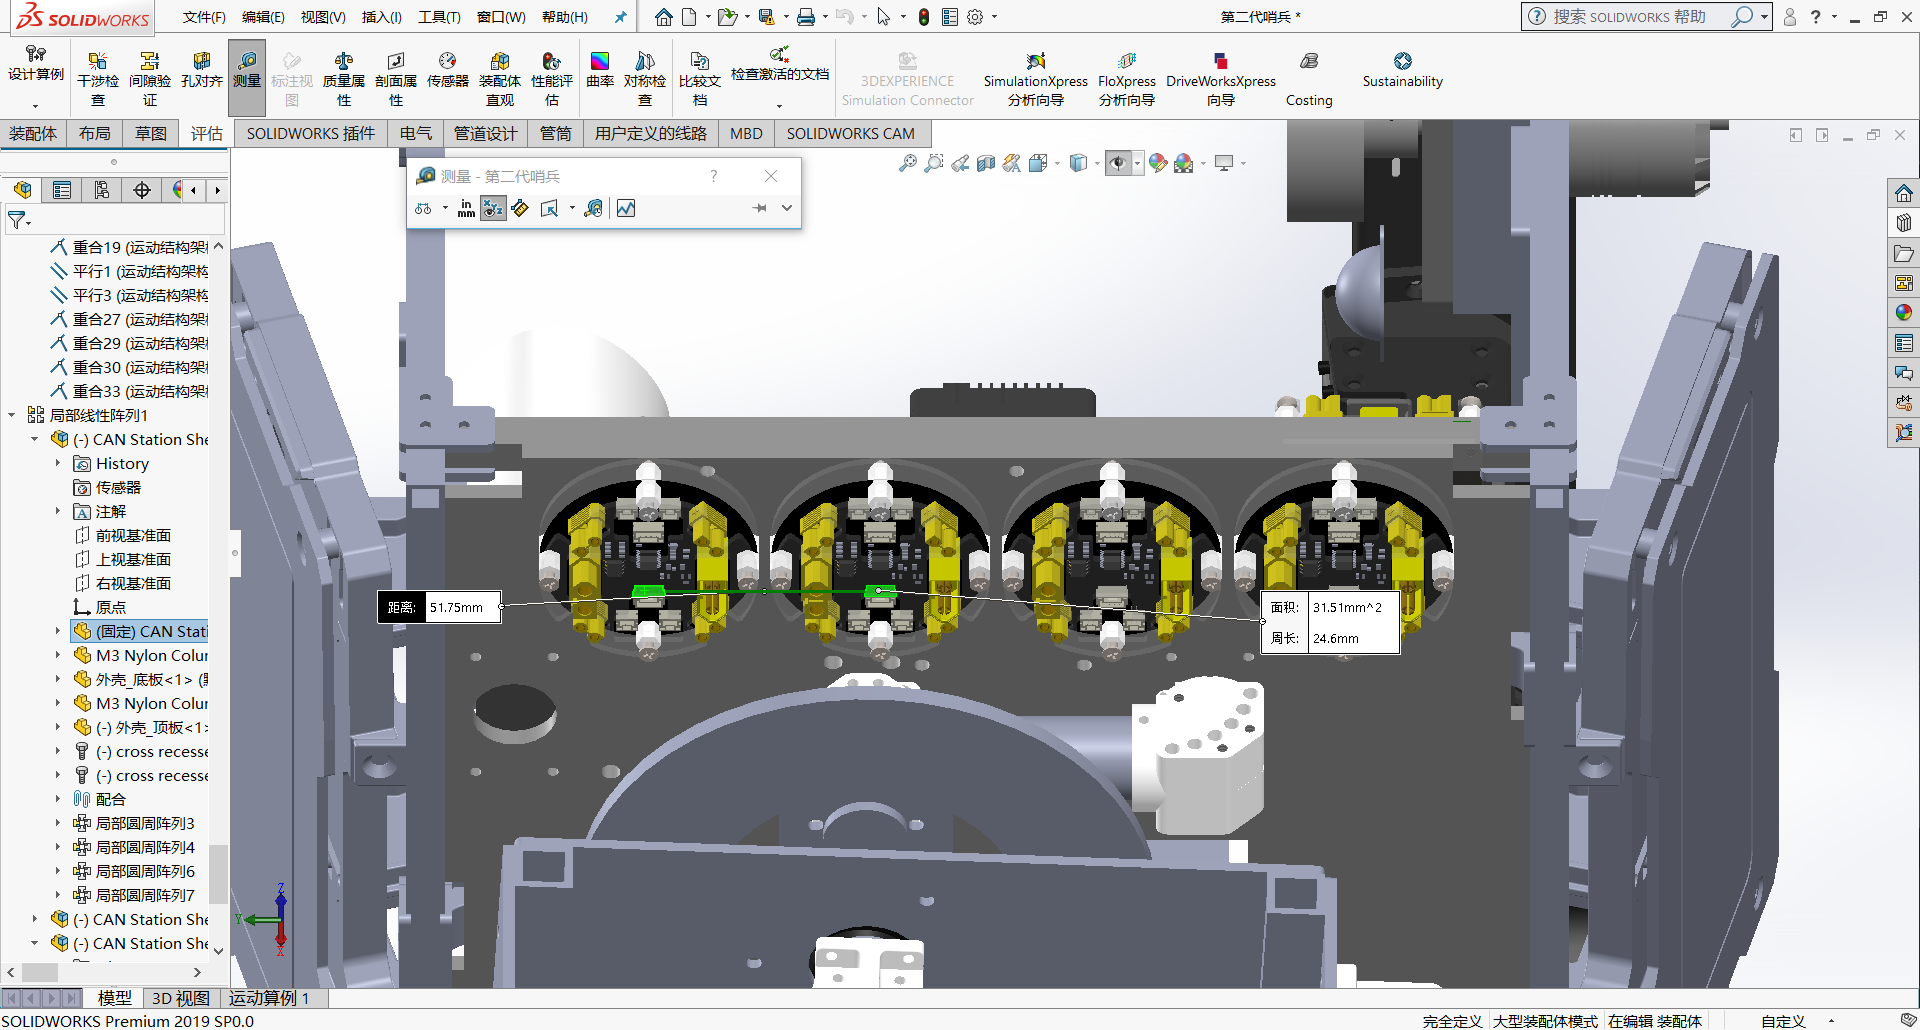 SOLIDWORKS
文件(F) 编辑(E) 视图(V) 插入(I) 工具(T) 窗口(W) 帮助(H)
第二代哨兵 *
搜索 SOLIDWORKS 帮助
设计算例
干涉检查
间隙验证
孔对齐
测量
标注视图
质量属性
剖面属性
传感器
装配体直观
性能评估
曲率
对称检查
比较文档
检查激活的文档
3DEXPERIENCE Simulation Connector
SimulationXpress 分析向导
FloXpress 分析向导
DriveWorksXpress 向导
Costing
Sustainability
装配体 布局 草图 评估 SOLIDWORKS 插件 电气 管道设计 管筒 用户定义的线路 MBD SOLIDWORKS CAM
测量 - 第二代哨兵
in
mm
XYZ
重合19 (运动结构架
平行1 (运动结构架构
平行3 (运动结构架构
重合27 (运动结构架
重合29 (运动结构架
重合30 (运动结构架
重合33 (运动结构架
局部线性阵列1
(-) CAN Station She
History
传感器
注解
前视基准面
上视基准面
右视基准面
原点
(固定) CAN Stati
M3 Nylon Colur
外壳_底板<1> (
M3 Nylon Colur
(-) 外壳_顶板<1>
(-) cross recesse
(-) cross recesse
配合
局部圆周阵列3
局部圆周阵列4
局部圆周阵列6
局部圆周阵列7
(-) CAN Station She
(-) CAN Station She
距离: 51.75mm
面积: 31.51mm^2
周长: 24.6mm
Z
Y
X
模型 3D 视图 运动算例 1
SOLIDWORKS Premium 2019 SP0.0
完全定义 大型装配体模式 在编辑 装配体 自定义